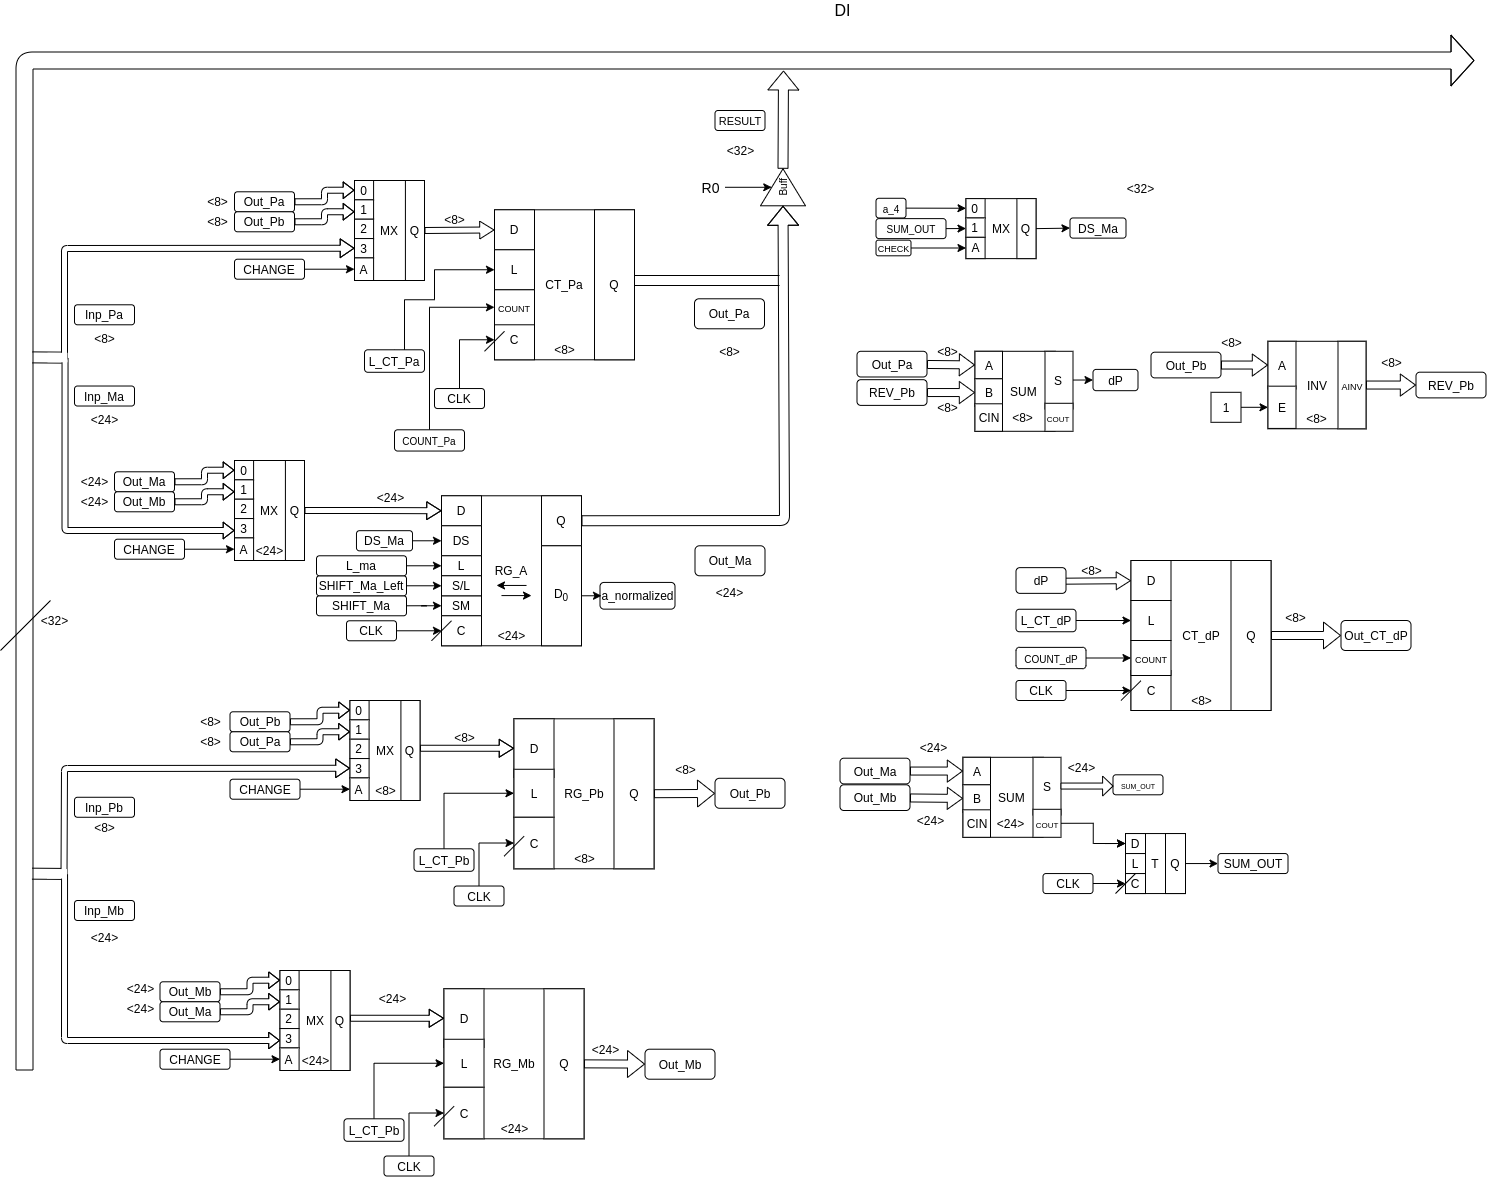 DI
RESULT
<32>
R0
Buff
<8>
Out_Pa
<8>
Out_Pb
0
1
2
3
A
MX
Q
CHANGE
<8>
D
L
COUNT
C
CT_Pa
<8>
Q
L_CT_Pa
CLK
COUNT_Pa
Out_Pa
<8>
Inp_Pa
<8>
Inp_Ma
<24>
<24>
Out_Ma
<24>
Out_Mb
0
1
2
3
A
MX
<24>
Q
CHANGE
<24>
D
DS
L
S/L
SM
C
RG_A
<24>
Q
D0
DS_Ma
L_ma
SHIFT_Ma_Left
SHIFT_Ma
CLK
a_normalized
Out_Ma
<24>
<32>
<8>
Out_Pb
<8>
Out_Pa
0
1
2
3
A
MX
<8>
Q
CHANGE
<8>
D
L
C
RG_Pb
<8>
Q
L_CT_Pb
CLK
<8>
Out_Pb
Inp_Pb
<8>
Inp_Mb
<24>
<24>
Out_Mb
<24>
Out_Ma
0
1
2
3
A
MX
<24>
Q
CHANGE
<24>
D
L
C
RG_Mb
<24>
Q
L_CT_Pb
CLK
<24>
Out_Mb
<32>
a_4
SUM_OUT
CHECK
0
1
A
MX
Q
DS_Ma
Out_Pa
<8>
REV_Pb
<8>
A
B
CIN
SUM
<8>
S
COUT
dP
Out_Pb
<8>
1
A
E
INV
<8>
AINV
<8>
REV_Pb
dP
<8>
L_CT_dP
COUNT_dP
CLK
D
L
COUNT
C
CT_dP
<8>
Q
<8>
Out_CT_dP
<24>
Out_Ma
Out_Mb
<24>
A
B
CIN
SUM
<24>
S
COUT
<24>
SUM_OUT
CLK
D
L
C
T
Q
SUM_OUT